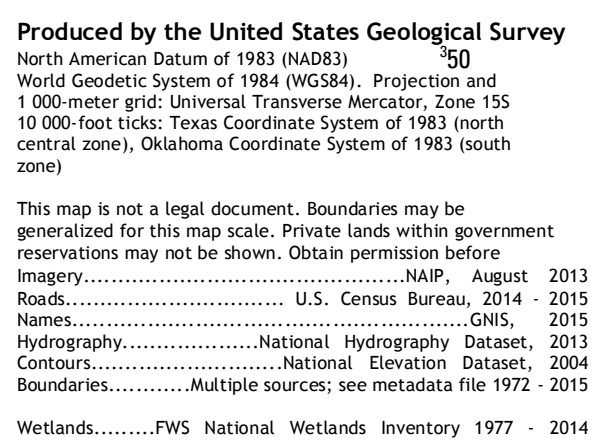 Produced by the United States Geological Survey
North American Datum of 1983 (NAD83) ³50
World Geodetic System of 1984 (WGS84). Projection and
1 000-meter grid: Universal Transverse Mercator, Zone 15S
10 000-foot ticks: Texas Coordinate System of 1983 (north
central zone), Oklahoma Coordinate System of 1983 (south
zone)
This map is not a legal document. Boundaries may be
generalized for this map scale. Private lands within government
reservations may not be shown. Obtain permission before
Imagery...............................................NAIP, August 2013
Roads................................ U.S. Census Bureau, 2014 - 2015
Names..........................................................GNIS, 2015
Hydrography....................National Hydrography Dataset, 2013
Contours............................National Elevation Dataset, 2004
Boundaries............Multiple sources; see metadata file 1972 - 2015
Wetlands.........FWS National Wetlands Inventory 1977 - 2014